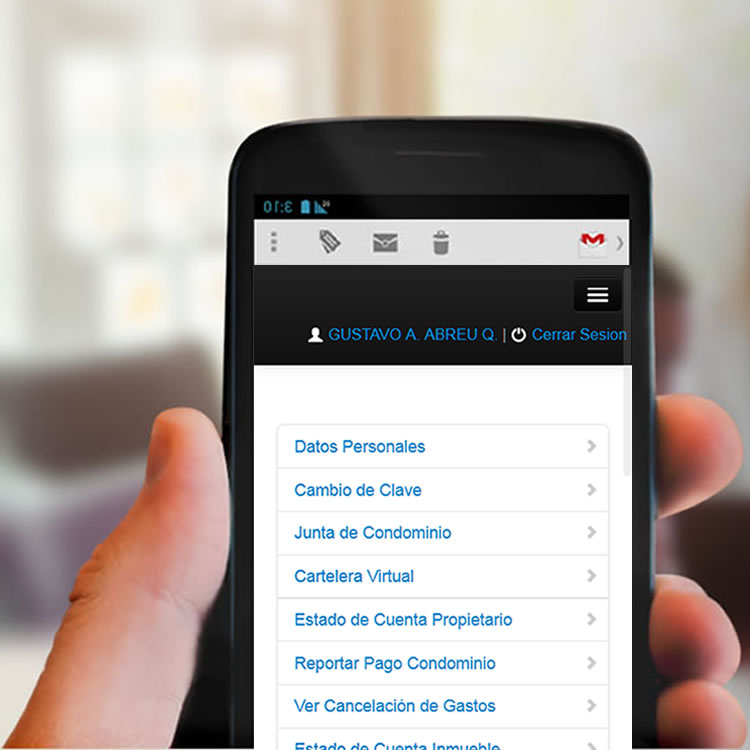 3:10
GUSTAVO A. ABREU Q. | Cerrar Sesion
Datos Personales
Cambio de Clave
Junta de Condominio
Cartelera Virtual
Estado de Cuenta Propietario
Reportar Pago Condominio
Ver Cancelación de Gastos
Estado de Cuenta Inmueble